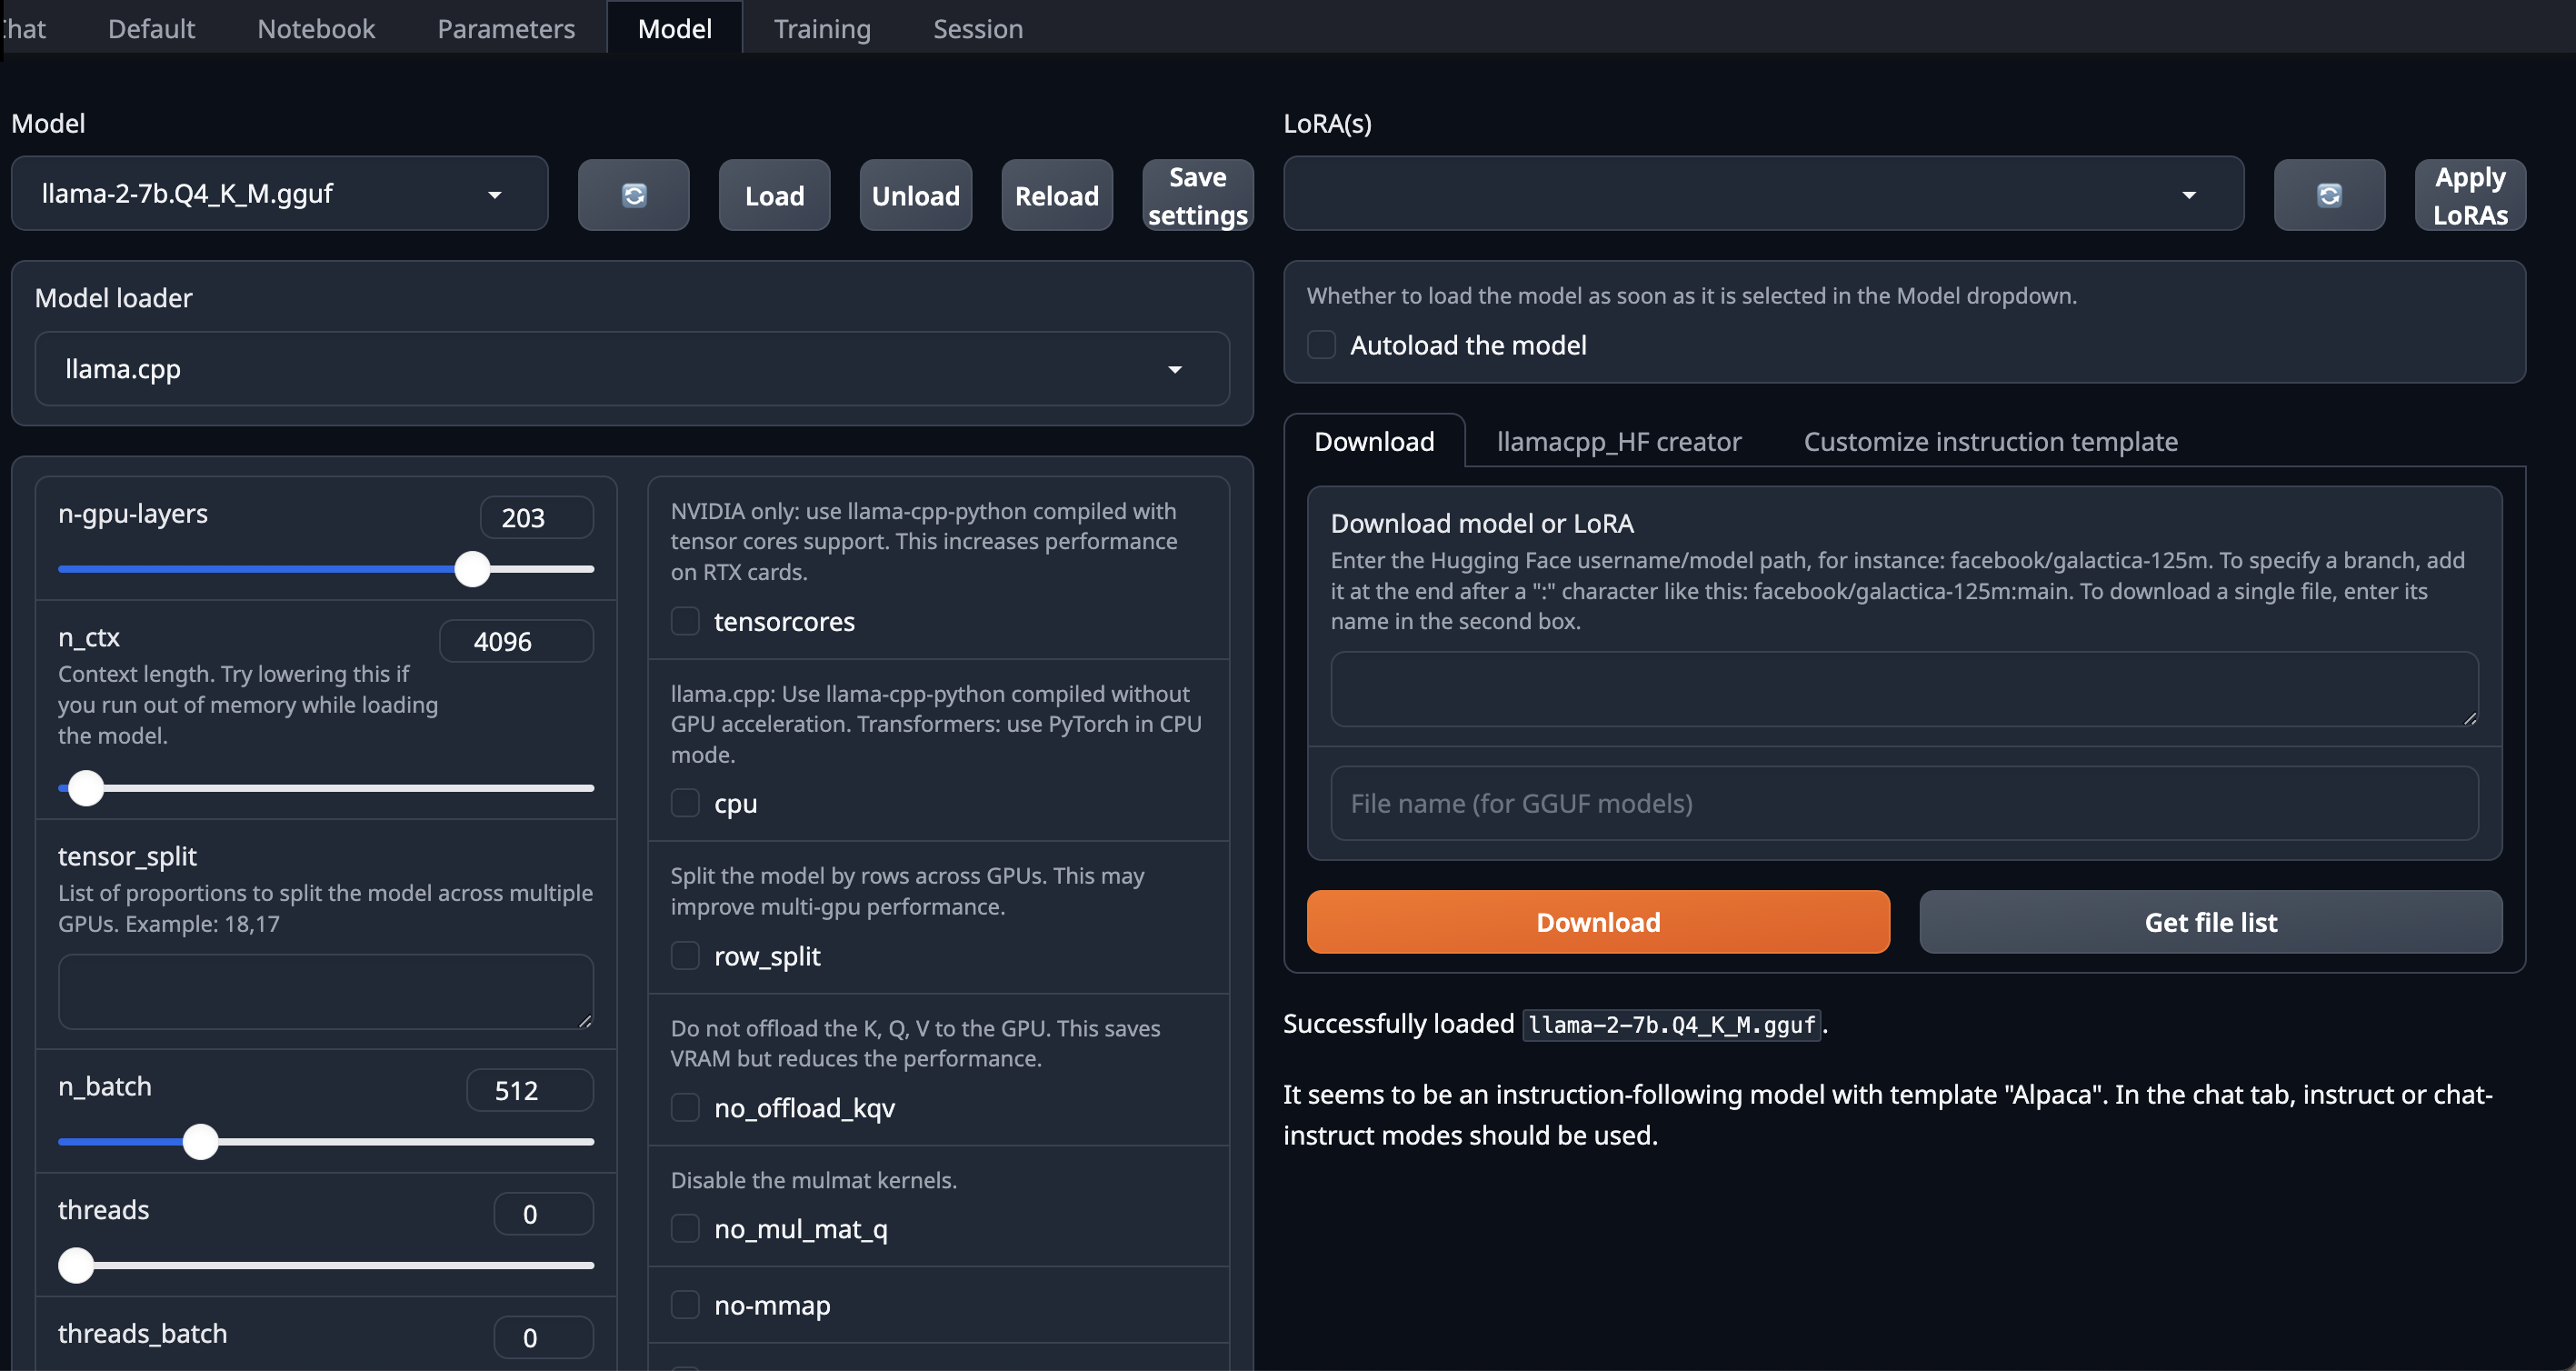 hat Default Notebook Parameters Model Training Session
Model
llama-2-7b.Q4_K_M.gguf
Load
Unload
Reload
Save
settings
Model loader
llama.cpp
n-gpu-layers
203
n_ctx
4096
Context length. Try lowering this if
you run out of memory while loading
the model.
tensor_split
List of proportions to split the model across multiple
GPUs. Example: 18,17
n_batch
512
threads
0
threads_batch
0
NVIDIA only: use llama-cpp-python compiled with
tensor cores support. This increases performance
on RTX cards.
tensorcores
llama.cpp: Use llama-cpp-python compiled without
GPU acceleration. Transformers: use PyTorch in CPU
mode.
cpu
Split the model by rows across GPUs. This may
improve multi-gpu performance.
row_split
Do not offload the K, Q, V to the GPU. This saves
VRAM but reduces the performance.
no_offload_kqv
Disable the mulmat kernels.
no_mul_mat_q
no-mmap
LoRA(s)
Apply
LoRAs
Whether to load the model as soon as it is selected in the Model dropdown.
Autoload the model
Download llamacpp_HF creator Customize instruction template
Download model or LoRA
Enter the Hugging Face username/model path, for instance: facebook/galactica-125m. To specify a branch, add
it at the end after a ":" character like this: facebook/galactica-125m:main. To download a single file, enter its
name in the second box.
File name (for GGUF models)
Download
Get file list
Successfully loaded llama-2-7b.Q4_K_M.gguf.
It seems to be an instruction-following model with template "Alpaca". In the chat tab, instruct or chat-
instruct modes should be used.